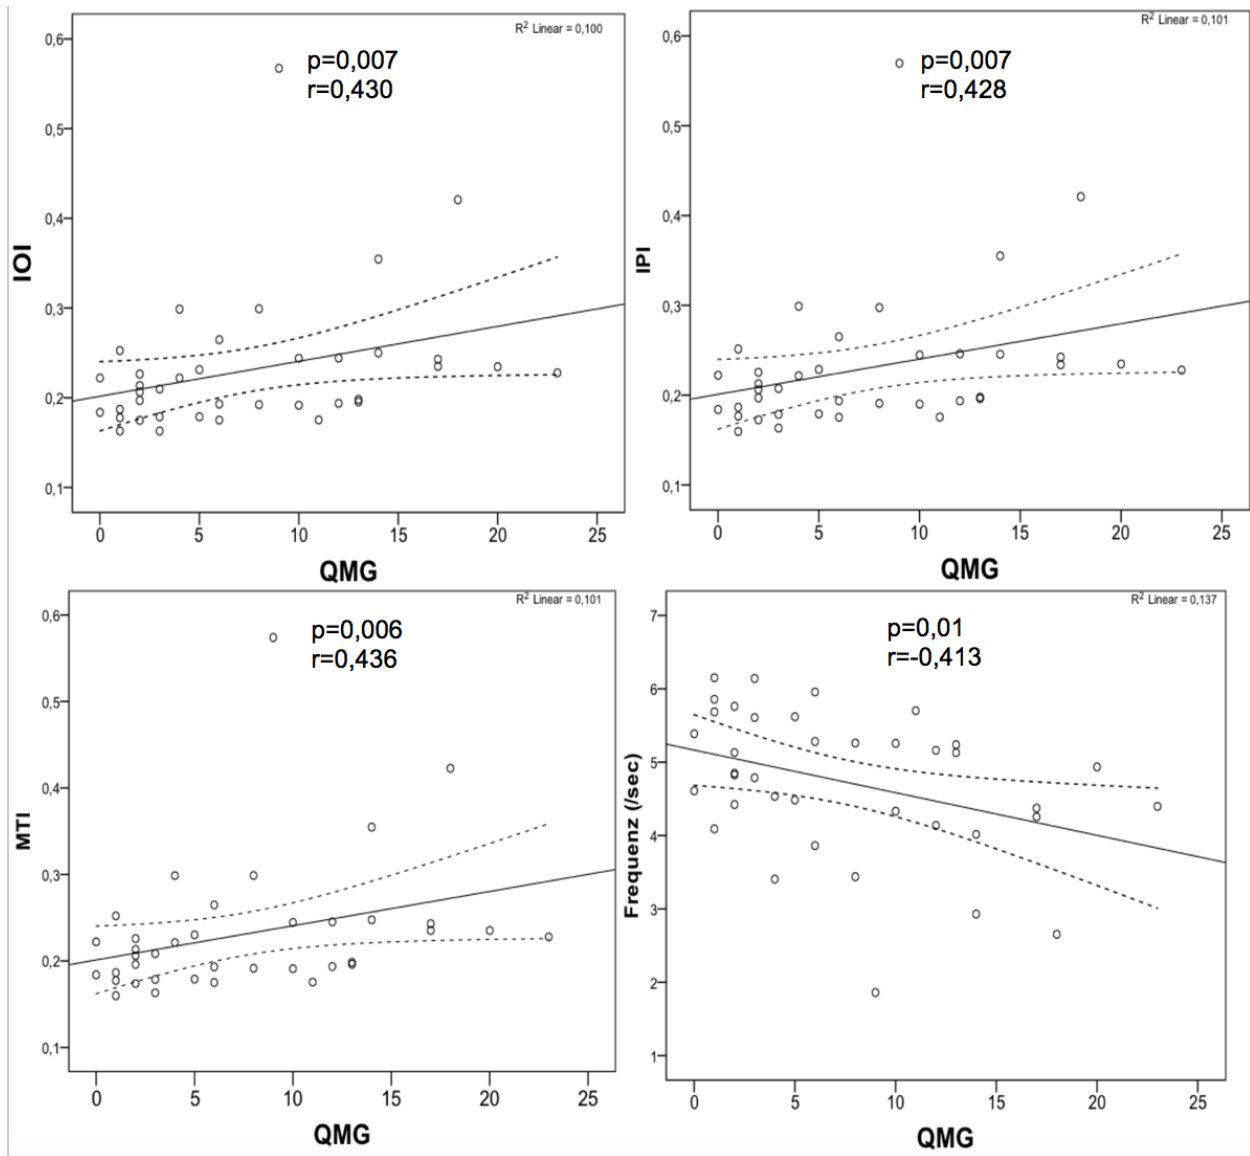 R² Linear = 0,100
p=0,007
r=0,430
0,6
0,5
0,4
0,3
0,2
0,1
IOI
0 5 10 15 20 25
QMG
R² Linear = 0,101
p=0,007
r=0,428
0,6
0,5
0,4
0,3
0,2
0,1
IPI
0 5 10 15 20 25
QMG
R² Linear = 0,101
p=0,006
r=0,436
0,6
0,5
0,4
0,3
0,2
0,1
MTI
0 5 10 15 20 25
QMG
R² Linear = 0,137
p=0,01
r=-0,413
7
6
5
4
3
2
1
Frequenz (/sec)
0 5 10 15 20 25
QMG